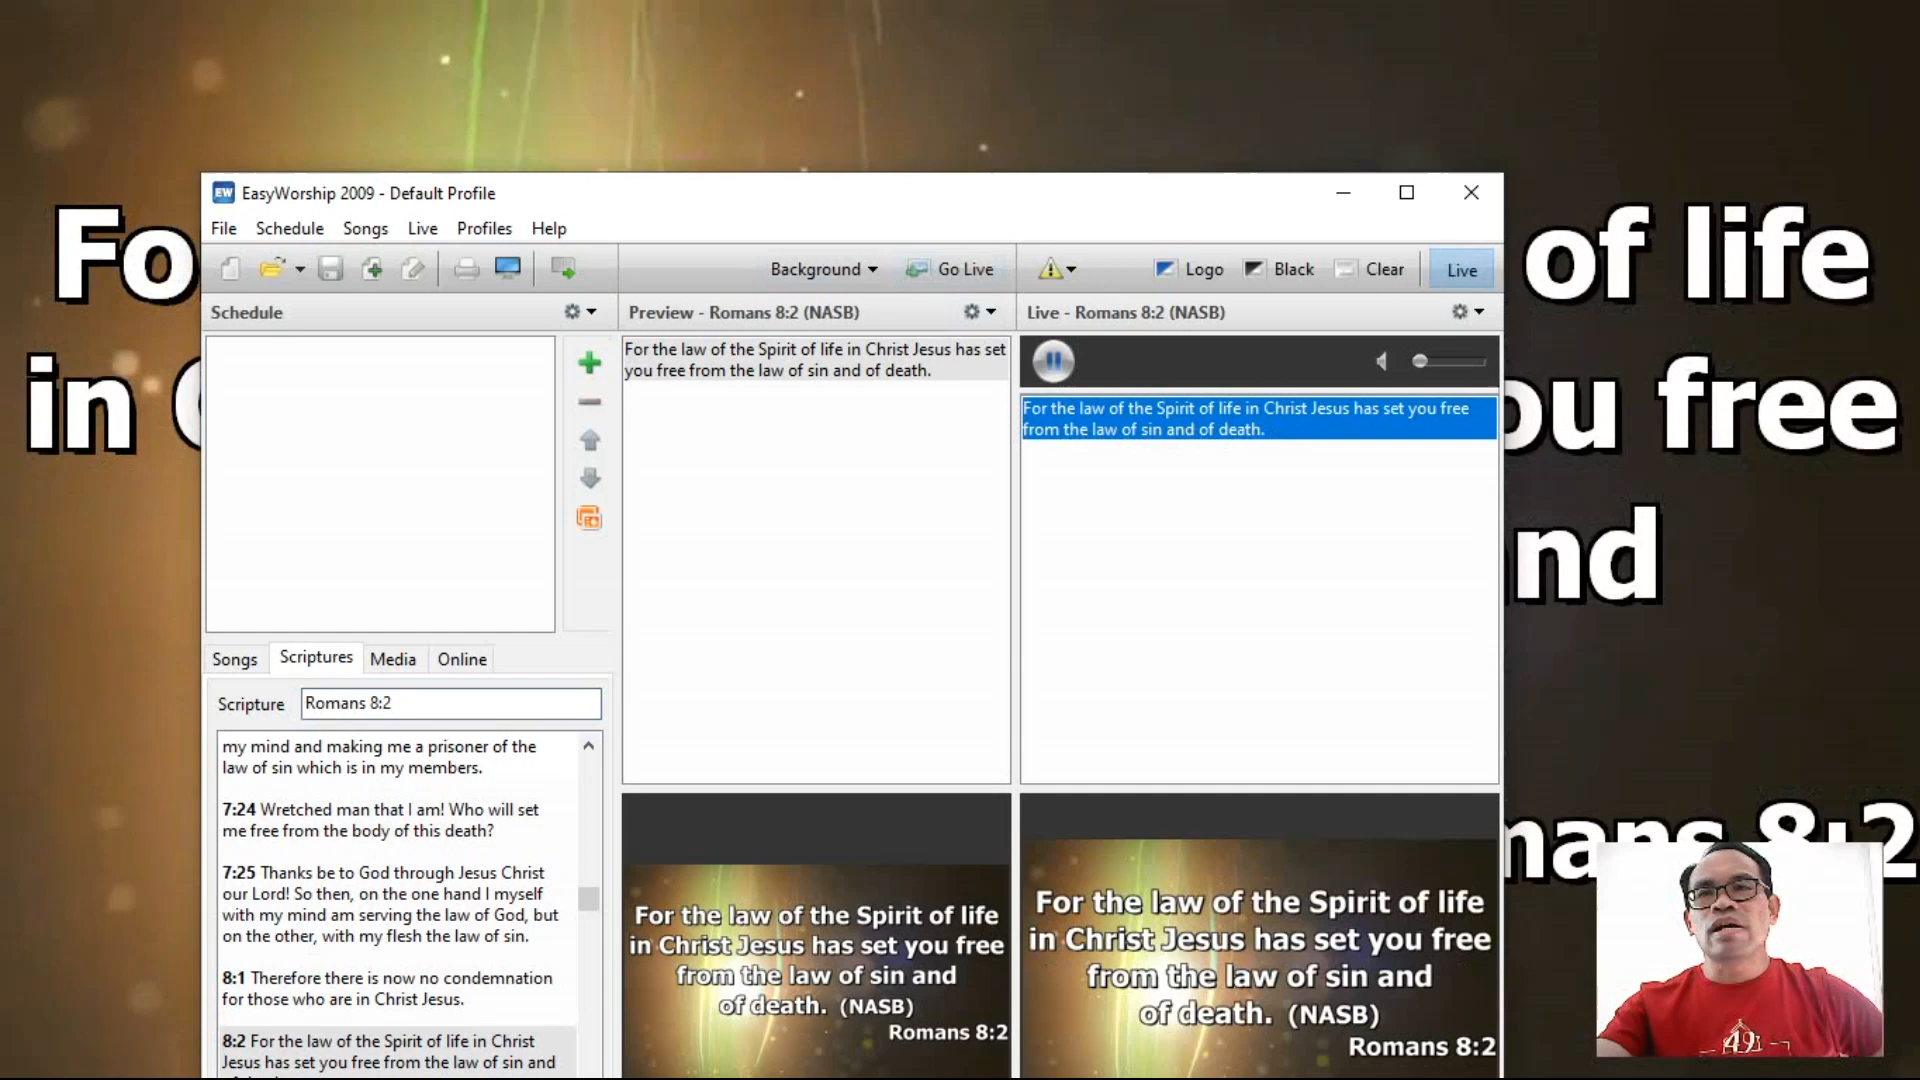 Fo
of life
in
ou free
nd
mans 8:2
EW EasyWorship 2009 - Default Profile
File Schedule Songs Live Profiles Help
Background Go Live Logo Black Clear Live
Schedule
Preview - Romans 8:2 (NASB)
Live - Romans 8:2 (NASB)
For the law of the Spirit of life in Christ Jesus has set
you free from the law of sin and of death.
For the law of the Spirit of life in Christ Jesus has set you free
from the law of sin and of death.
Songs Scriptures Media Online
Scripture Romans 8:2
my mind and making me a prisoner of the
law of sin which is in my members.
7:24 Wretched man that I am! Who will set
me free from the body of this death?
7:25 Thanks be to God through Jesus Christ
our Lord! So then, on the one hand I myself
with my mind am serving the law of God, but
on the other, with my flesh the law of sin.
8:1 Therefore there is now no condemnation
for those who are in Christ Jesus.
8:2 For the law of the Spirit of life in Christ
Jesus has set you free from the law of sin and
For the law of the Spirit of life
in Christ Jesus has set you free
from the law of sin and
of death. (NASB)
Romans 8:2
For the law of the Spirit of life
in Christ Jesus has set you free
from the law of sin and
of death. (NASB)
Romans 8:2
49